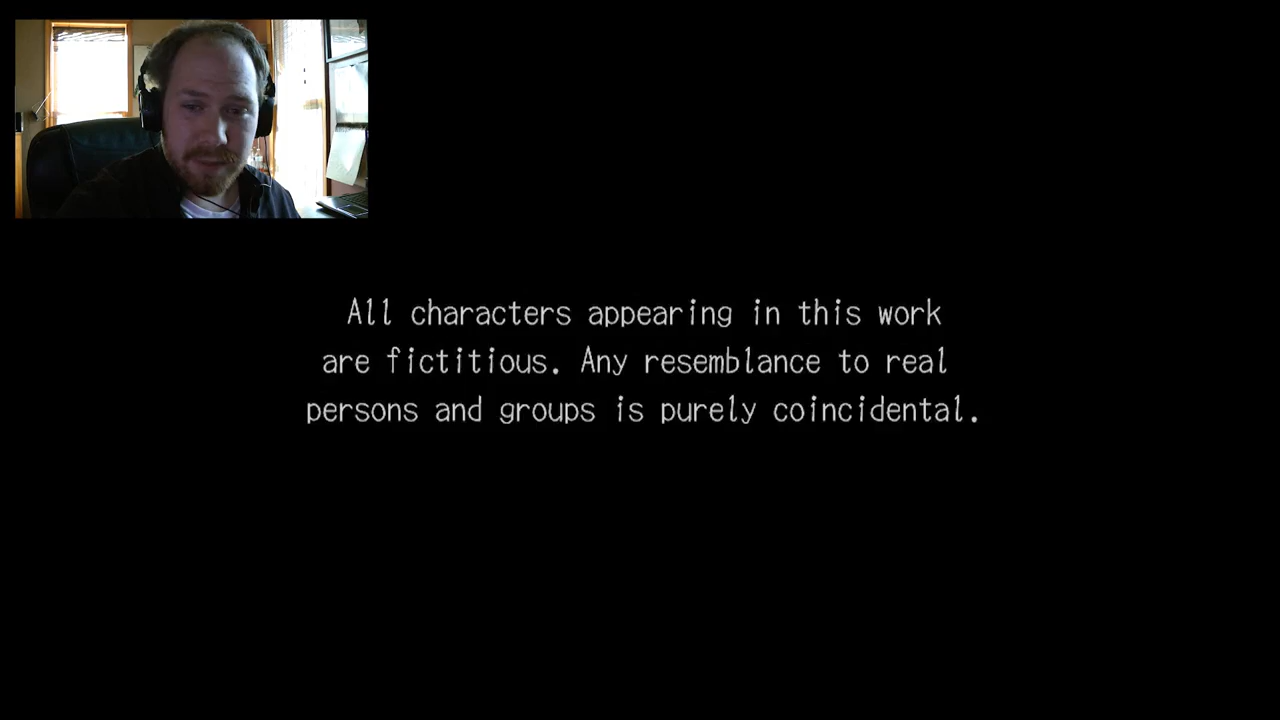 All characters appearing in this work
are fictitious. Any resemblance to real
persons and groups is purely coincidental.